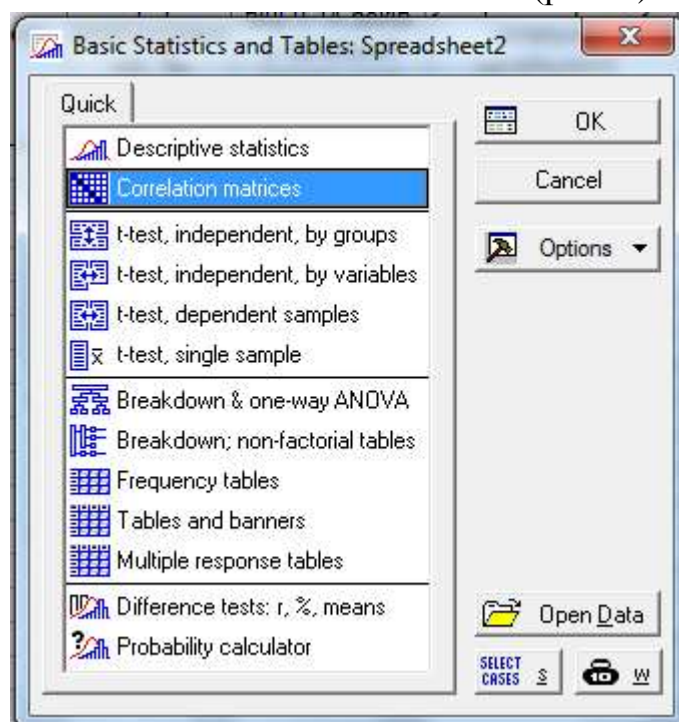 Basic Statistics and Tables: Spreadsheet2
Quick
Descriptive statistics
Correlation matrices
t-test, independent, by groups
t-test, independent, by variables
t-test, dependent samples
t-test, single sample
Breakdown & one-way ANOVA
Breakdown; non-factorial tables
Frequency tables
Tables and banners
Multiple response tables
Difference tests: r, %, means
Probability calculator
OK
Cancel
Options
Open Data
SELECT CASES S
W